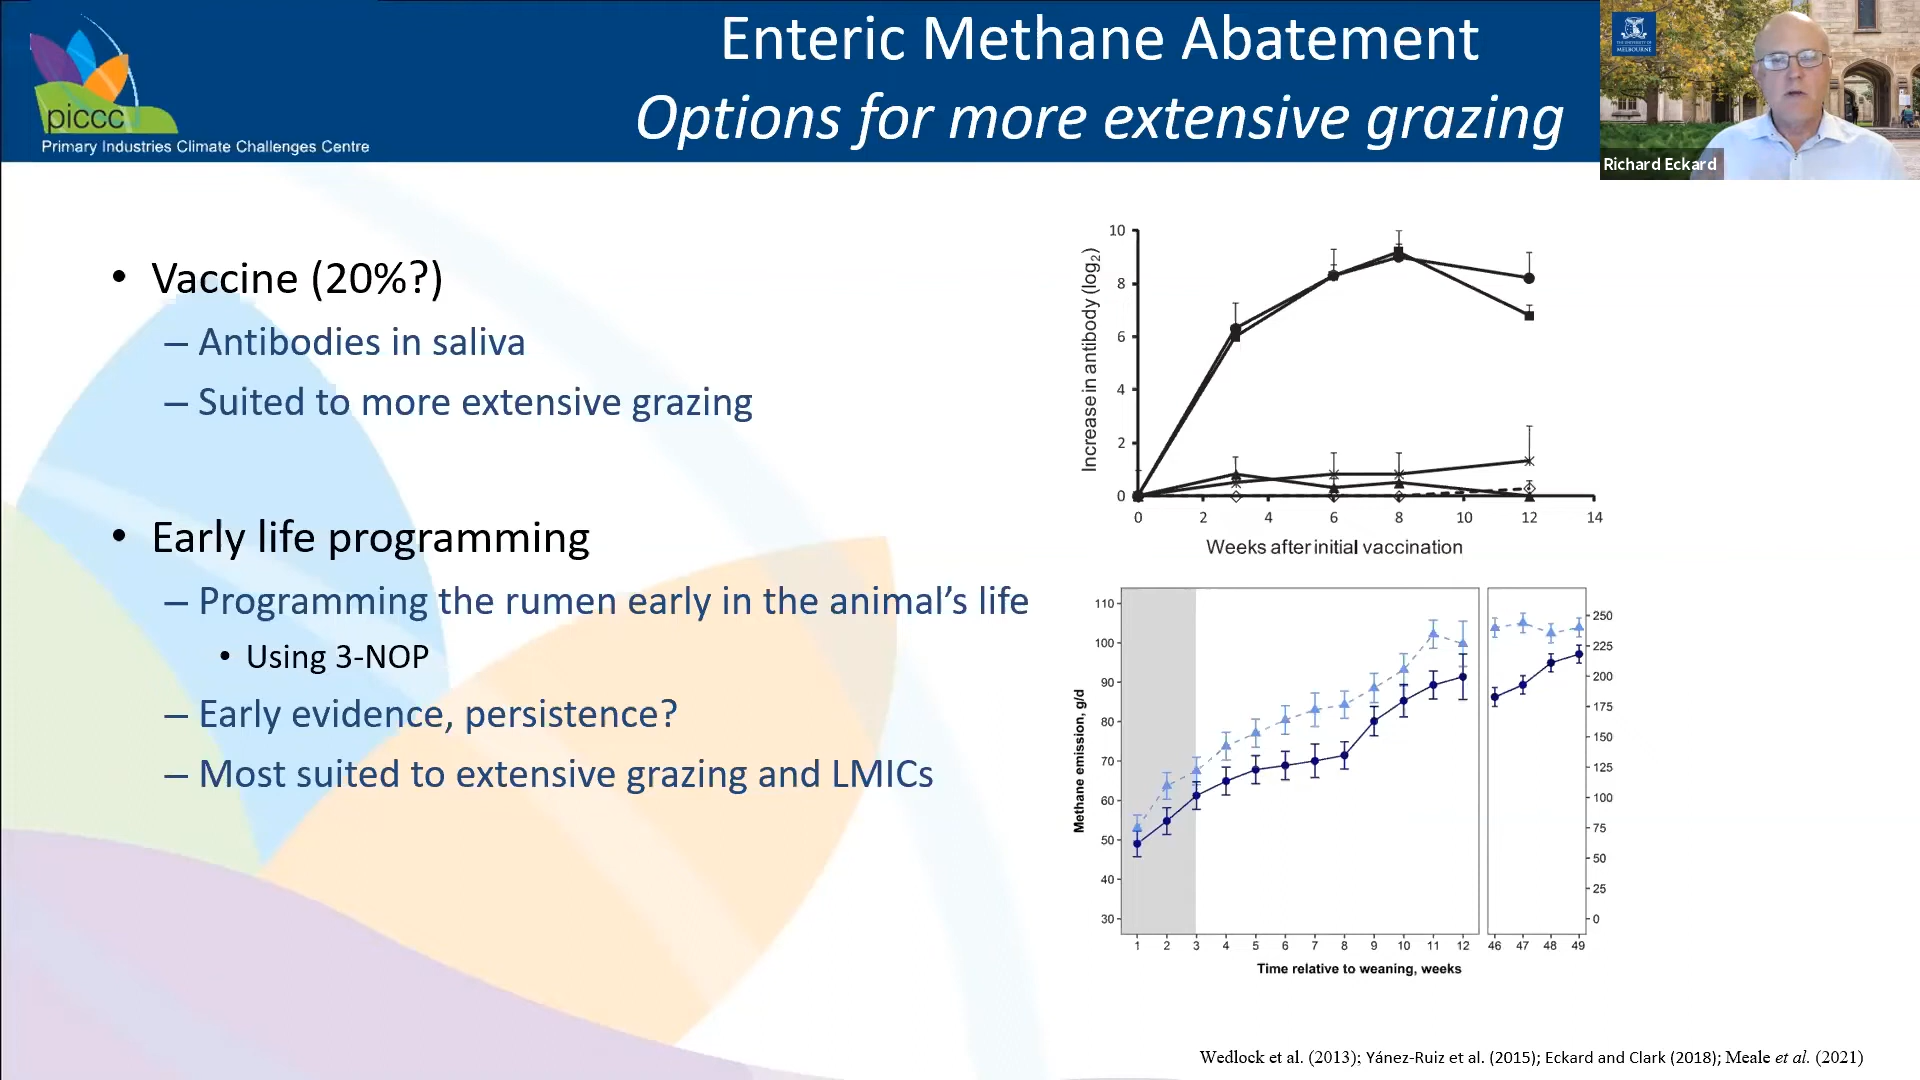 piccc
Primary Industries Climate Challenges Centre
Enteric Methane Abatement
Options for more extensive grazing
THE UNIVERSITY OF
MELBOURNE
Richard Eckard
• Vaccine (20%?)
– Antibodies in saliva
– Suited to more extensive grazing
• Early life programming
– Programming the rumen early in the animal’s life
• Using 3-NOP
– Early evidence, persistence?
– Most suited to extensive grazing and LMICs
Increase in antibody (log2)
10
8
6
4
2
0
0 2 4 6 8 10 12 14
Weeks after initial vaccination
Methane emission, g/d
110
100
90
80
70
60
50
40
30
250
225
200
175
150
125
100
75
50
25
0
1 2 3 4 5 6 7 8 9 10 11 12 46 47 48 49
Time relative to weaning, weeks
Wedlock et al. (2013); Yánez-Ruiz et al. (2015); Eckard and Clark (2018); Meale et al. (2021)